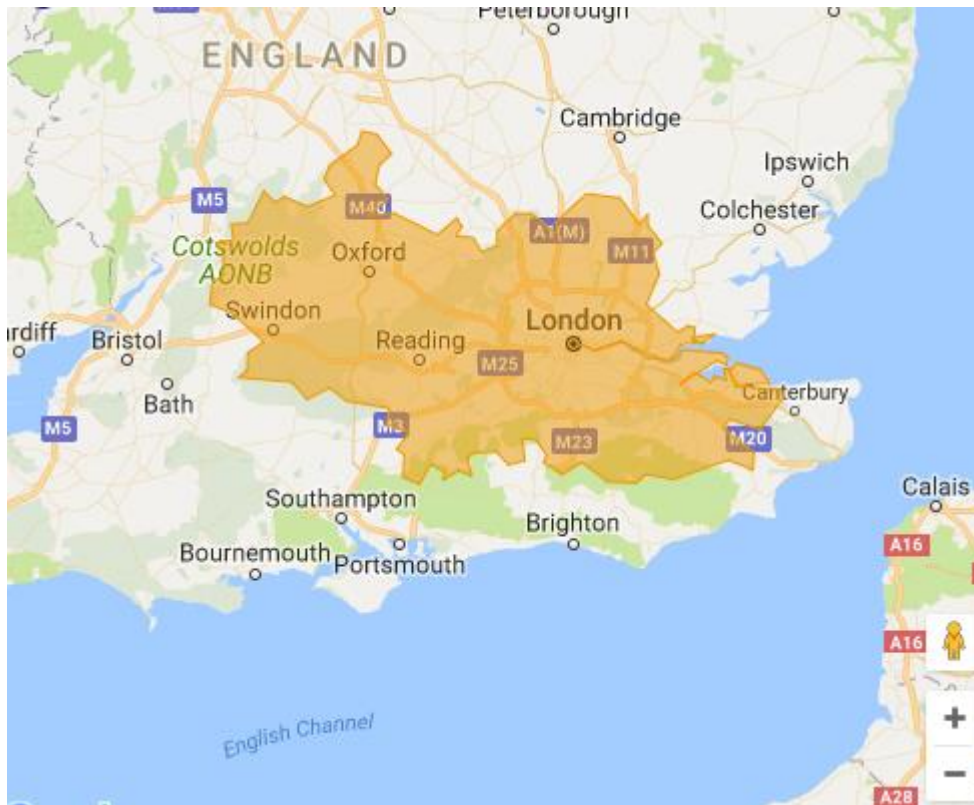 Peterborough
ENGLAND
Cambridge
Ipswich
M5
M40
Colchester
A1(M)
Cotswolds
AONB
Oxford
M11
Swindon
London
rdiff
Bristol
Reading
M25
Bath
Canterbury
M5
M3
M23
M20
Southampton
Calais
Brighton
A16
Bournemouth
Portsmouth
A16
English Channel
+
−
A28